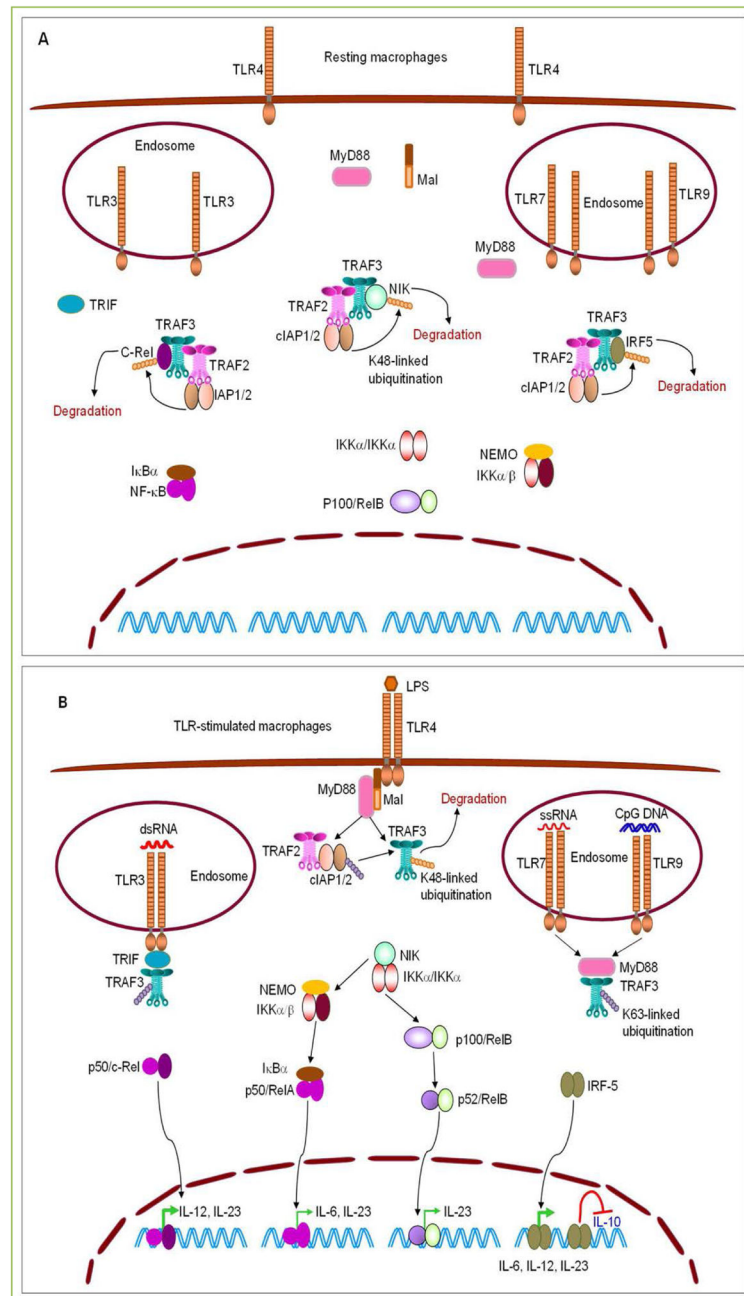 A
TLR4
Resting macrophages
TLR4
Endosome
TLR3
TLR3
MyD88
Mal
TLR7
Endosome
TLR9
MyD88
TRIF
TRAF3
C-Rel
TRAF2
IAP1/2
Degradation
TRAF3
NIK
TRAF2
cIAP1/2
Degradation
K48-linked
ubiquitination
TRAF3
IRF5
TRAF2
cIAP1/2
Degradation
IκBα
NF-κB
IKKα/IKKα
P100/RelB
NEMO
IKKα/β
B
LPS
TLR-stimulated macrophages
TLR4
MyD88
Mal
Degradation
TRAF3
TRAF2
cIAP1/2
K48-linked
ubiquitination
dsRNA
TLR3
Endosome
TRIF
TRAF3
ssRNA
CpG DNA
TLR7
Endosome
TLR9
MyD88
TRAF3
K63-linked
ubiquitination
NIK
IKKα/IKKα
NEMO
IKKα/β
p100/RelB
p50/c-Rel
IκBα
p50/RelA
p52/RelB
IRF-5
IL-12, IL-23
IL-6, IL-23
IL-23
IL-10
IL-6, IL-12, IL-23